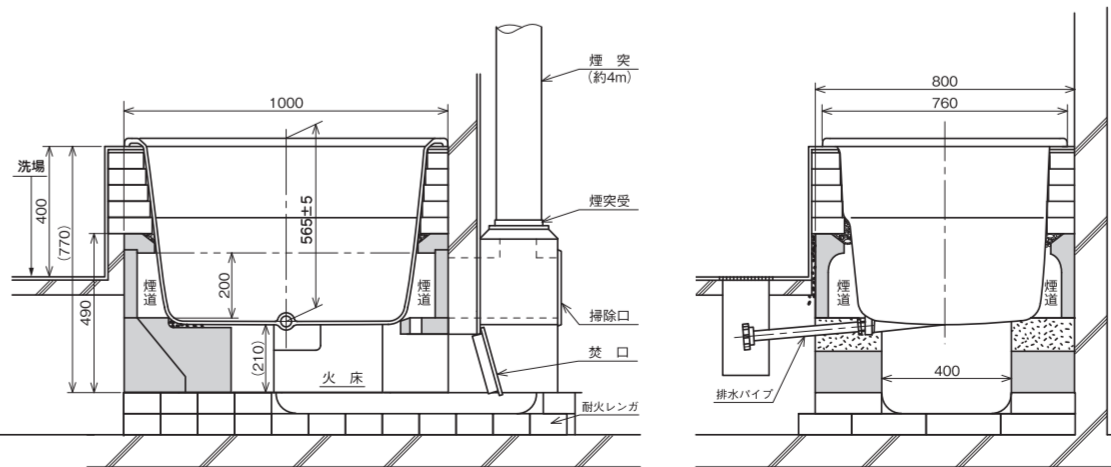 煙 突
(約4m)
1000
洗場
400
(770)
490
565±5
200
煙道
煙道
(210)
火 床
煙突受
掃除口
焚 口
耐火レンガ
800
760
煙道
煙道
排水パイプ
400